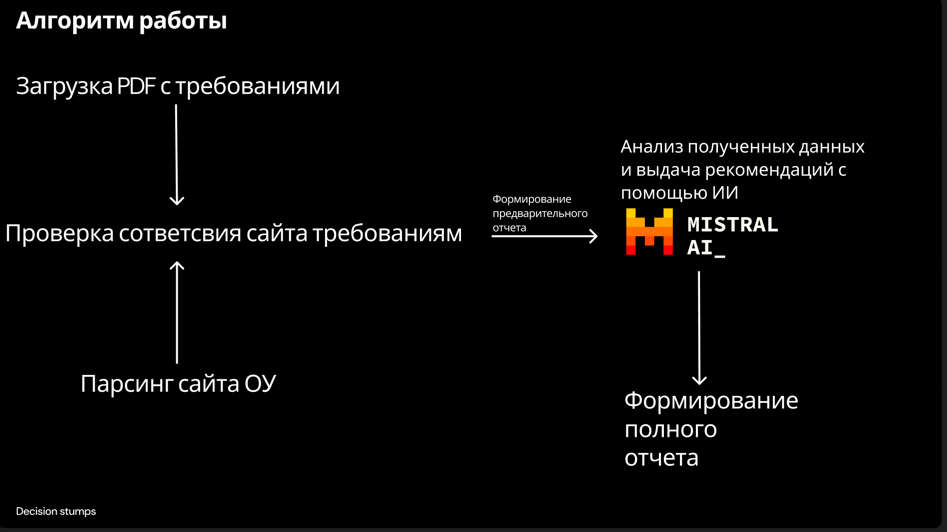 Алгоритм работы
Загрузка PDF с требованиями
Проверка сответсвия сайта требованиям
Парсинг сайта ОУ
Формирование
предварительного
отчета
Анализ полученных данных
и выдача рекомендаций с
помощью ИИ
MISTRAL
AI_
Формирование
полного
отчета
Decision stumps